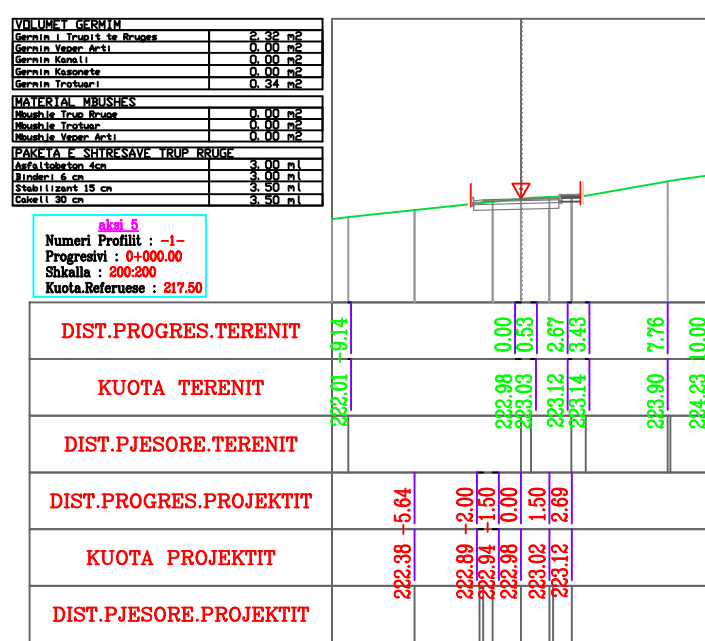 VOLUMET GERMIM
Germim i Trupit te Rruges 2.32 m2
Germim Veper Arti 0.00 m2
Germim Kanali 0.00 m2
Germim Kasonete 0.00 m2
Germim Trotuari 0.34 m2
MATERIAL MBUSHES
Mbushje Trup Rruge 0.00 m2
Mbushje Trotuar 0.00 m2
Mbushje Veper Arti 0.00 m2
PAKETA E SHTRESAVE TRUP RRUGE
Asfaltobeton 4cm 3.00 ml
Binderi 6 cm 3.00 ml
Stabilizant 15 cm 3.50 ml
Cakell 30 cm 3.50 ml
aksi 5
Numeri Profilit : -1-
Progresivi : 0+000.00
Shkalla : 200:200
Kuota.Referuese : 217.50
DIST.PROGRES.TERENIT -9.14 0.00 0.53 2.67 3.43 7.76 10.00
KUOTA TERENIT 222.01 222.98 223.03 223.12 223.14 223.90 224.23
DIST.PJESORE.TERENIT
DIST.PROGRES.PROJEKTIT -5.64 -2.00 -1.50 0.00 1.50 2.69
KUOTA PROJEKTIT 222.38 222.89 222.94 222.98 223.02 223.12
DIST.PJESORE.PROJEKTIT